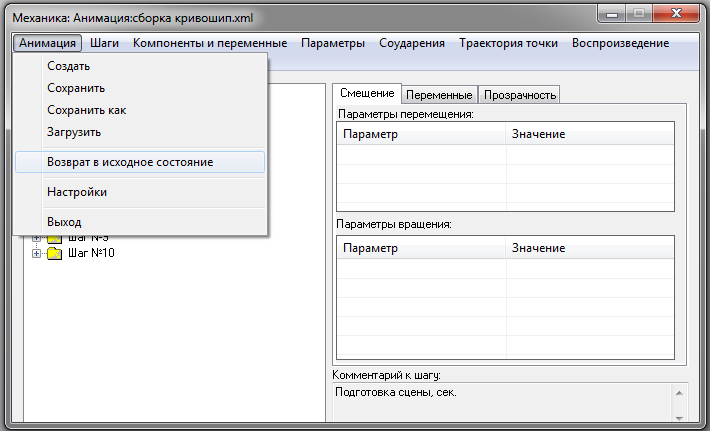 Механика: Анимация:сборка кривошип.xml
Анимация Шаги Компоненты и переменные Параметры Соударения Траектория точки Воспроизведение
Создать
Сохранить
Сохранить как
Загрузить
Возврат в исходное состояние
Настройки
Выход
Шаг №9
Шаг №10
Смещение Переменные Прозрачность
Параметры перемещения:
Параметр Значение
Параметры вращения:
Параметр Значение
Комментарий к шагу:
Подготовка сцены, сек.